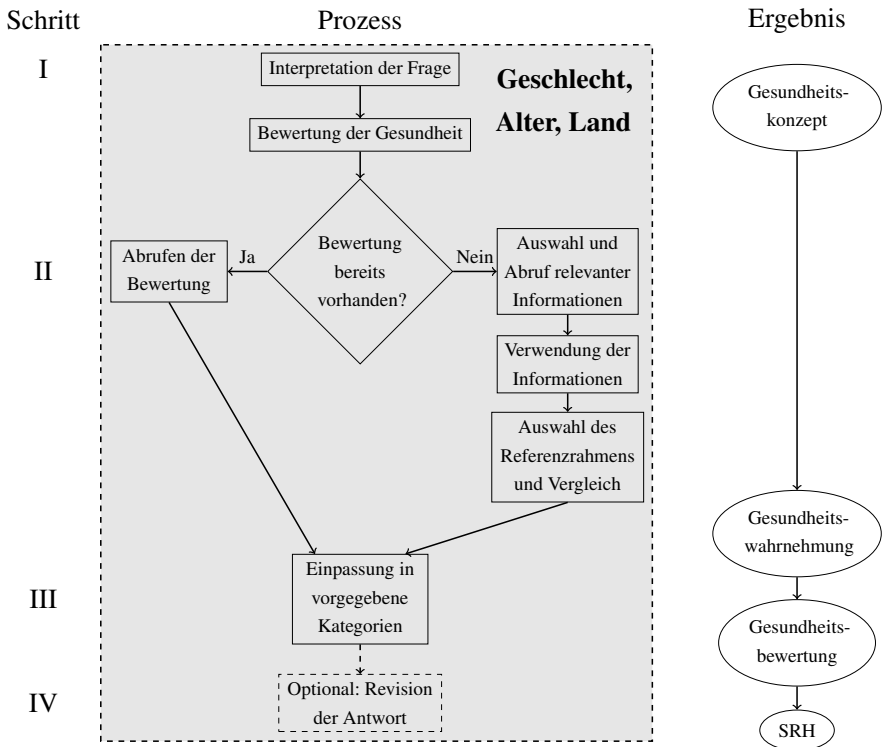 Schritt
Prozess
Ergebnis
I
Interpretation der Frage
Geschlecht,
Alter, Land
Gesundheits-
konzept
Bewertung der Gesundheit
II
Abrufen der
Bewertung
Ja
Bewertung
bereits
vorhanden?
Nein
Auswahl und
Abruf relevanter
Informationen
Verwendung der
Informationen
Auswahl des
Referenzrahmens
und Vergleich
Gesundheits-
wahrnehmung
III
Einpassung in
vorgegebene
Kategorien
Gesundheits-
bewertung
IV
Optional: Revision
der Antwort
SRH